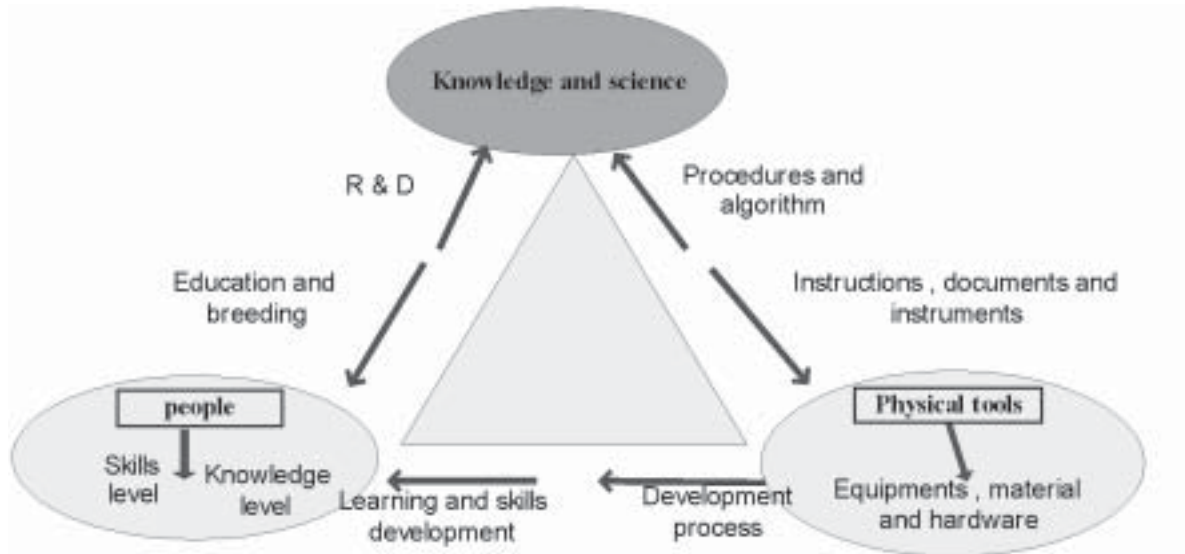 Knowledge and science
R & D
Procedures and
algorithm
Education and
breeding
Instructions , documents and
instruments
people
Skills
level
Knowledge
level
Physical tools
Equipments , material
and hardware
Learning and skills
development
Development
process